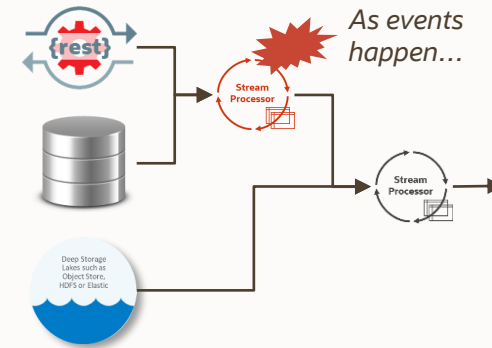 {rest}
As events
happen...
Stream
Processor
Stream
Processor
Deep Storage
Lakes such as
Object Store,
HDFS or Elastic